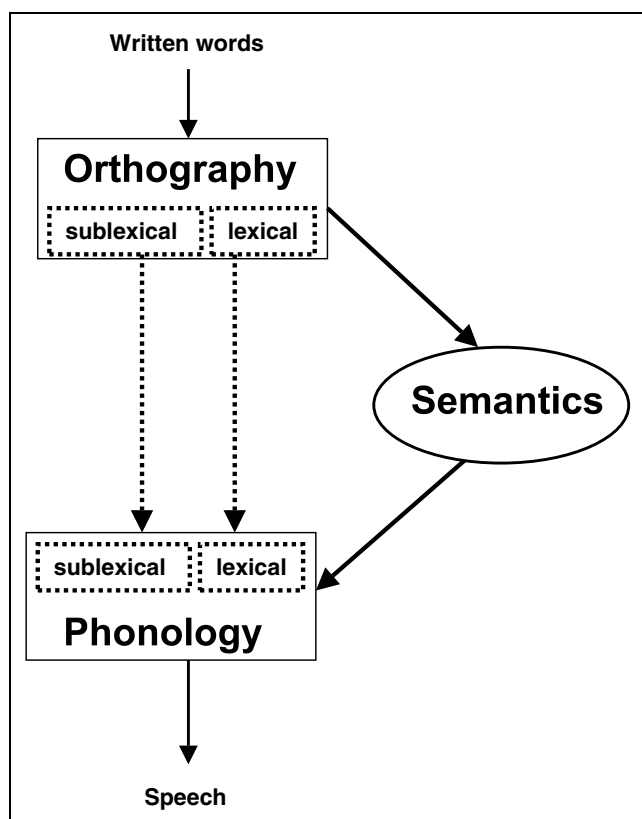 Written words
Orthography
sublexical lexical
Semantics
sublexical lexical
Phonology
Speech